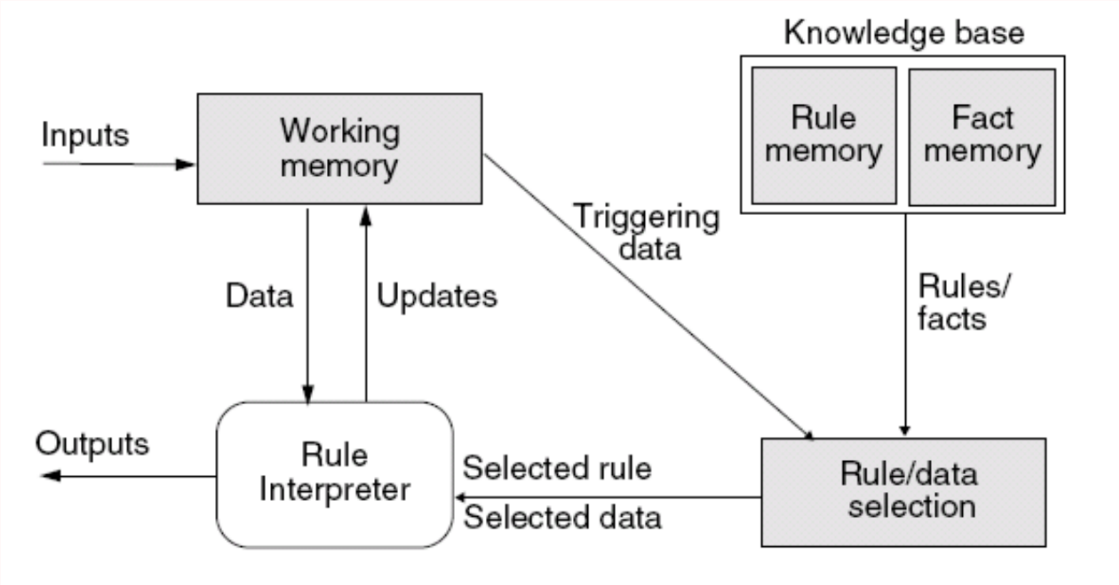 Knowledge base
Inputs
Working
memory
Rule
memory
Fact
memory
Triggering
data
Data
Updates
Rules/
facts
Outputs
Rule
Interpreter
Selected rule
Selected data
Rule/data
selection